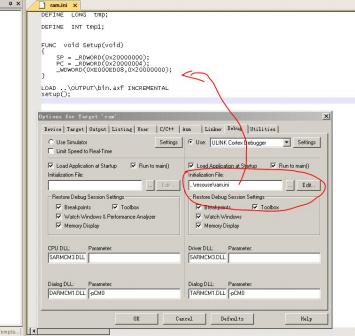 ram.ini
DEFINE LONG tmp;
DEFINE INT tmp1;
FUNC void Setup(void)
{
SP = _RDWORD(0x20000000);
PC = _RDWORD(0x20000004);
_WDWORD(0xE000ED08,0x20000000);
}
LOAD ..\OUTPUT\bin.axf INCREMENTAL
setup();
Options for Target 'ram'
Device | Target | Output | Listing | User | C/C++ | Asm | Linker | Debug | Utilities
Use Simulator Settings
Limit Speed to Real-Time
Use: ULINK Cortex Debugger Settings
Load Application at Startup Run to main()
Initialization File:
... Edit...
Load Application at Startup Run to main()
Initialization File:
ram.ini ... Edit...
Restore Debug Session Settings
Breakpoints Toolbox
Watch Windows & Performance Analyzer
Memory Display
Restore Debug Session Settings
Breakpoints Toolbox
Watch Windows
Memory Display
CPU DLL: Parameter:
SARMCM3.DLL
Driver DLL: Parameter:
SARMCM3.DLL
Dialog DLL: Parameter:
DARMCM1.DLL -pCM0
Dialog DLL: Parameter:
TARMCM1.DLL -pCM0
OK Cancel Defaults Help